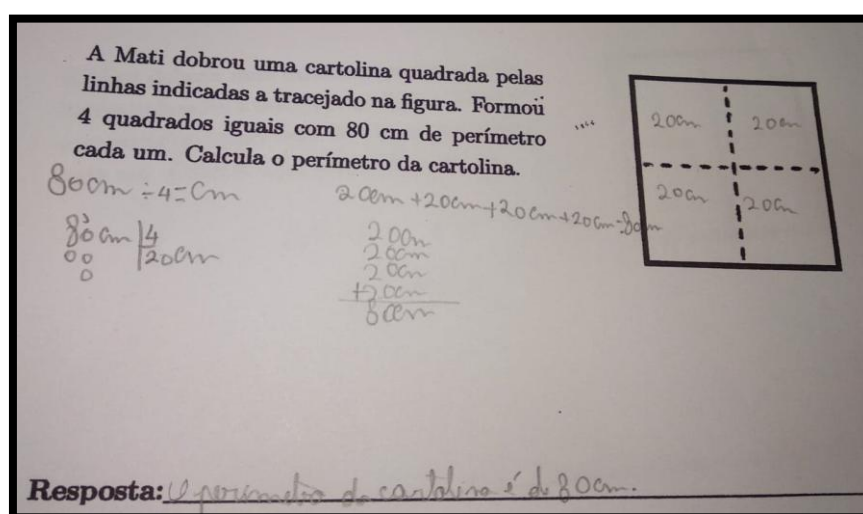 A Mati dobrou uma cartolina quadrada pelas
linhas indicadas a tracejado na figura. Formou
4 quadrados iguais com 80 cm de perímetro
cada um. Calcula o perímetro da cartolina.
20cm 20cm
20cm 20cm
80cm ÷ 4 = cm
20cm + 20cm + 20cm + 20cm = 80cm
80cm 4
00 20cm
0
20cm
20cm
20cm
+20cm
80cm
Resposta: O perímetro da cartolina é de 80cm.